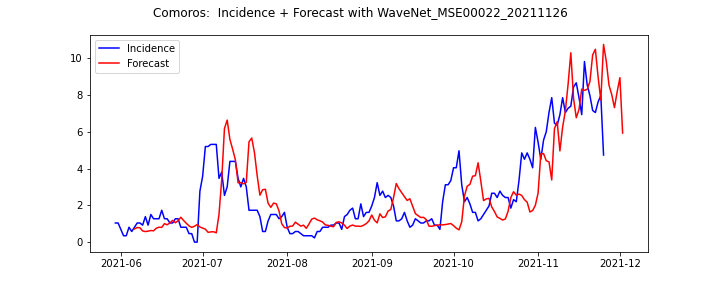 Comoros:  Incidence + Forecast with WaveNet_MSE00022_20211126
Incidence
Forecast
10
8
6
4
2
0
2021-06 2021-07 2021-08 2021-09 2021-10 2021-11 2021-12